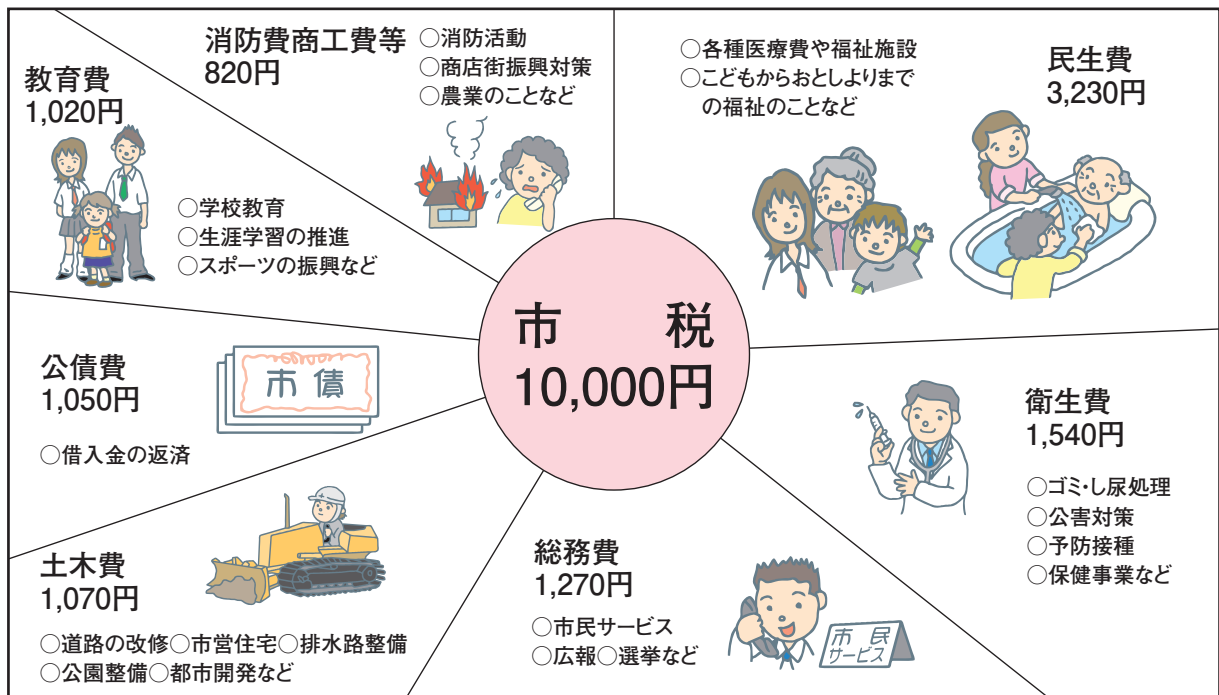 市 税
10,000円
民生費
3,230円
○各種医療費や福祉施設
○こどもからおとしよりまで
の福祉のことなど
衛生費
1,540円
○ゴミ・し尿処理
○公害対策
○予防接種
○保健事業など
総務費
1,270円
○市民サービス
○広報○選挙など
市民
サービス
土木費
1,070円
○道路の改修○市営住宅○排水路整備
○公園整備○都市開発など
公債費
1,050円
○借入金の返済
市債
教育費
1,020円
○学校教育
○生涯学習の推進
○スポーツの振興など
消防費商工費等
820円
○消防活動
○商店街振興対策
○農業のことなど